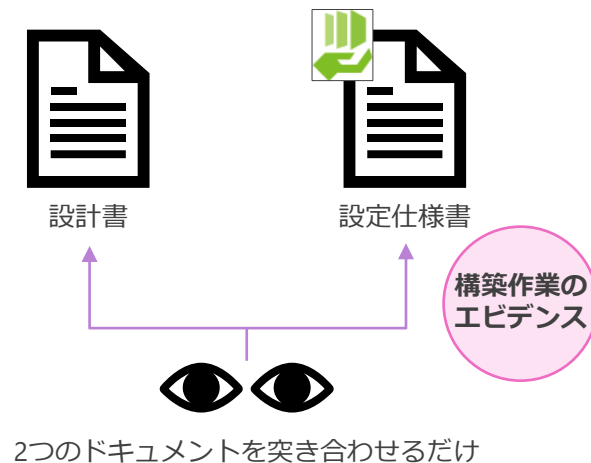 設計書
設定仕様書
構築作業の
エビデンス
2つのドキュメントを突き合わせるだけ